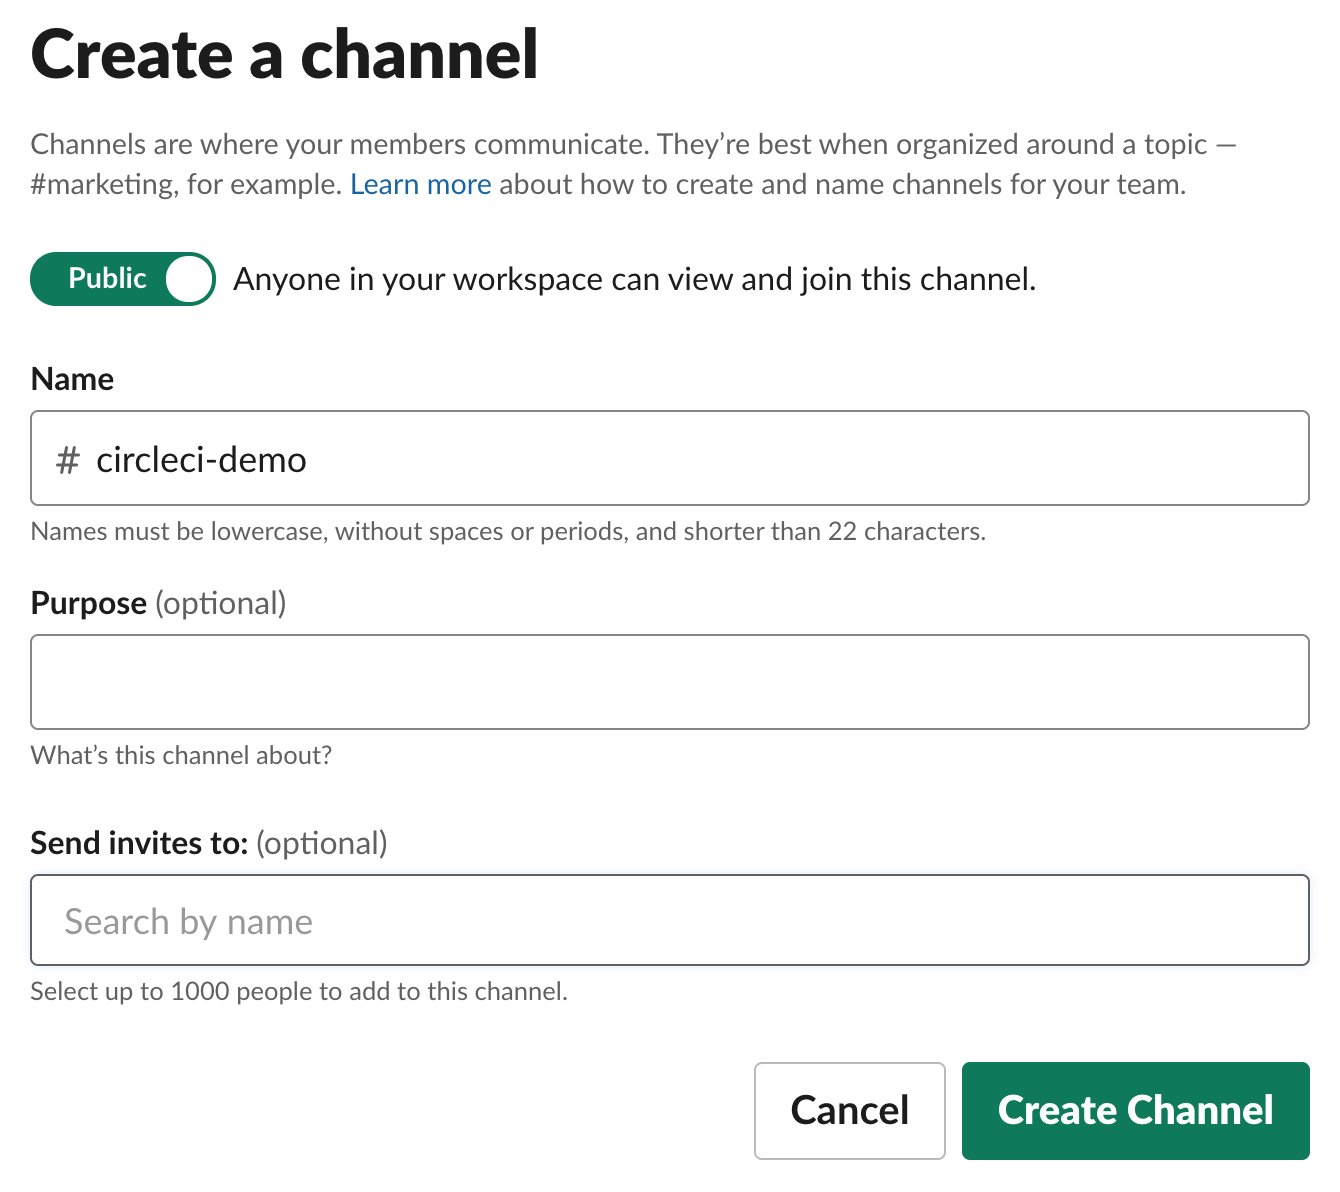 Create a channel
Channels are where your members communicate. They’re best when organized around a topic —
#marketing, for example. Learn more about how to create and name channels for your team.
Public Anyone in your workspace can view and join this channel.
Name
# circleci-demo
Names must be lowercase, without spaces or periods, and shorter than 22 characters.
Purpose (optional)
What’s this channel about?
Send invites to: (optional)
Search by name
Select up to 1000 people to add to this channel.
Cancel Create Channel